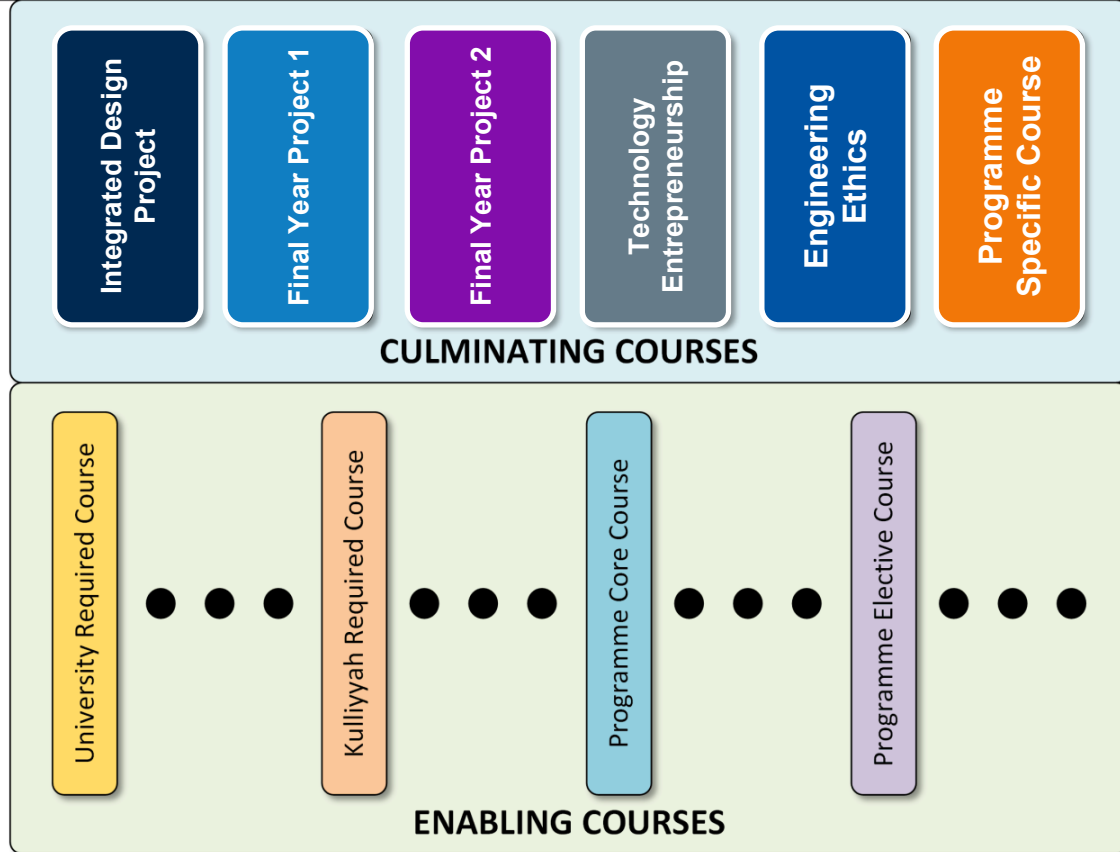 Integrated Design
Project
Final Year Project 1
Final Year Project 2
Technology
Entrepreneurship
Engineering
Ethics
Programme
Specific Course
CULMINATING COURSES
University Required Course
Kulliyyah Required Course
Programme Core Course
Programme Elective Course
ENABLING COURSES